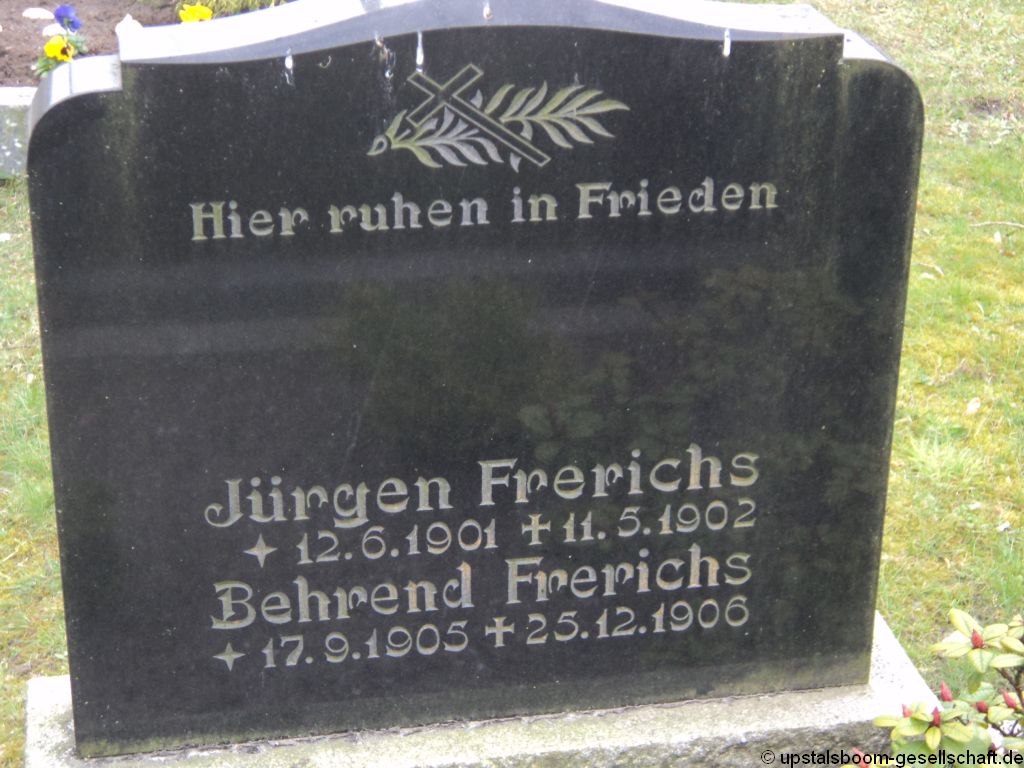 Hier ruhen in Frieden
Jürgen Frerichs
✦ 12.6.1901 ✝ 11.5.1902
Behrend Frerichs
✦ 17.9.1905 ✝ 25.12.1906
© upstalsboom-gesellschaft.de